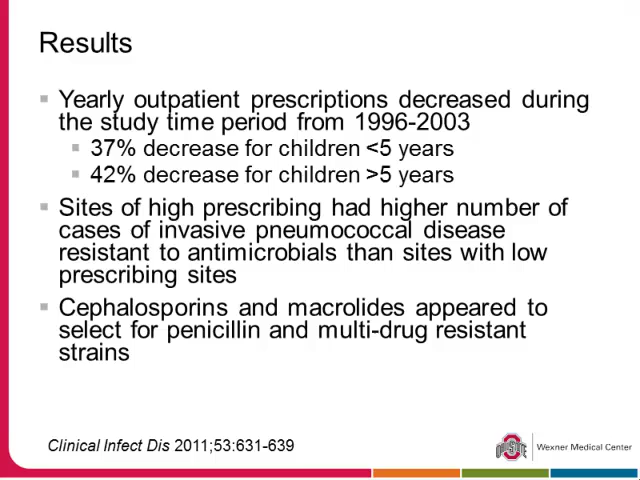 Results
Yearly outpatient prescriptions decreased during
the study time period from 1996-2003
37% decrease for children <5 years
42% decrease for children >5 years
Sites of high prescribing had higher number of
cases of invasive pneumococcal disease
resistant to antimicrobials than sites with low
prescribing sites
Cephalosporins and macrolides appeared to
select for penicillin and multi-drug resistant
strains
Clinical Infect Dis 2011;53:631-639
OHIO STATE
Wexner Medical Center